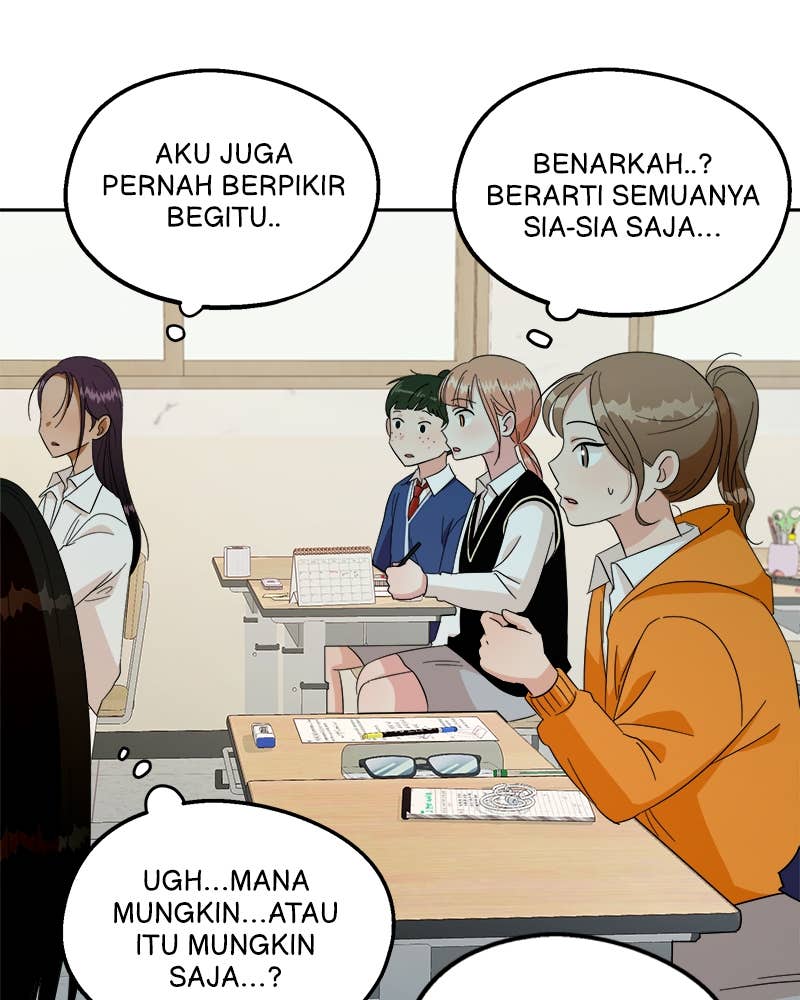 AKU JUGA
PERNAH BERPIKIR
BEGITU..
BENARKAH..?
BERARTI SEMUANYA
SIA-SIA SAJA...
UGH...MANA
MUNGKIN...ATAU
ITU MUNGKIN
SAJA...?